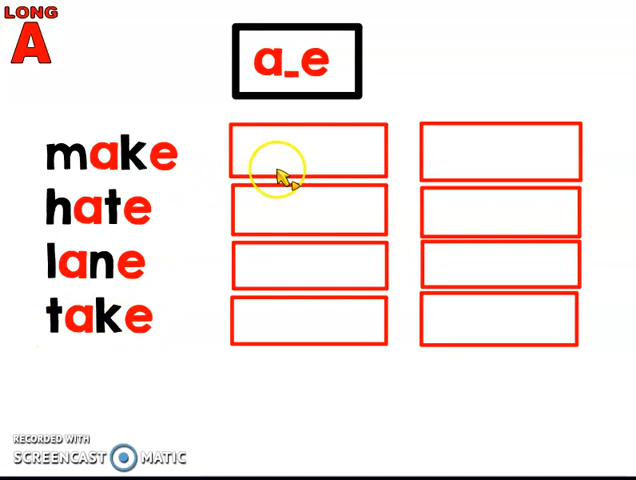 LONG
A
a_e
make
hate
lane
take
RECORDED WITH
SCREENCAST MATIC